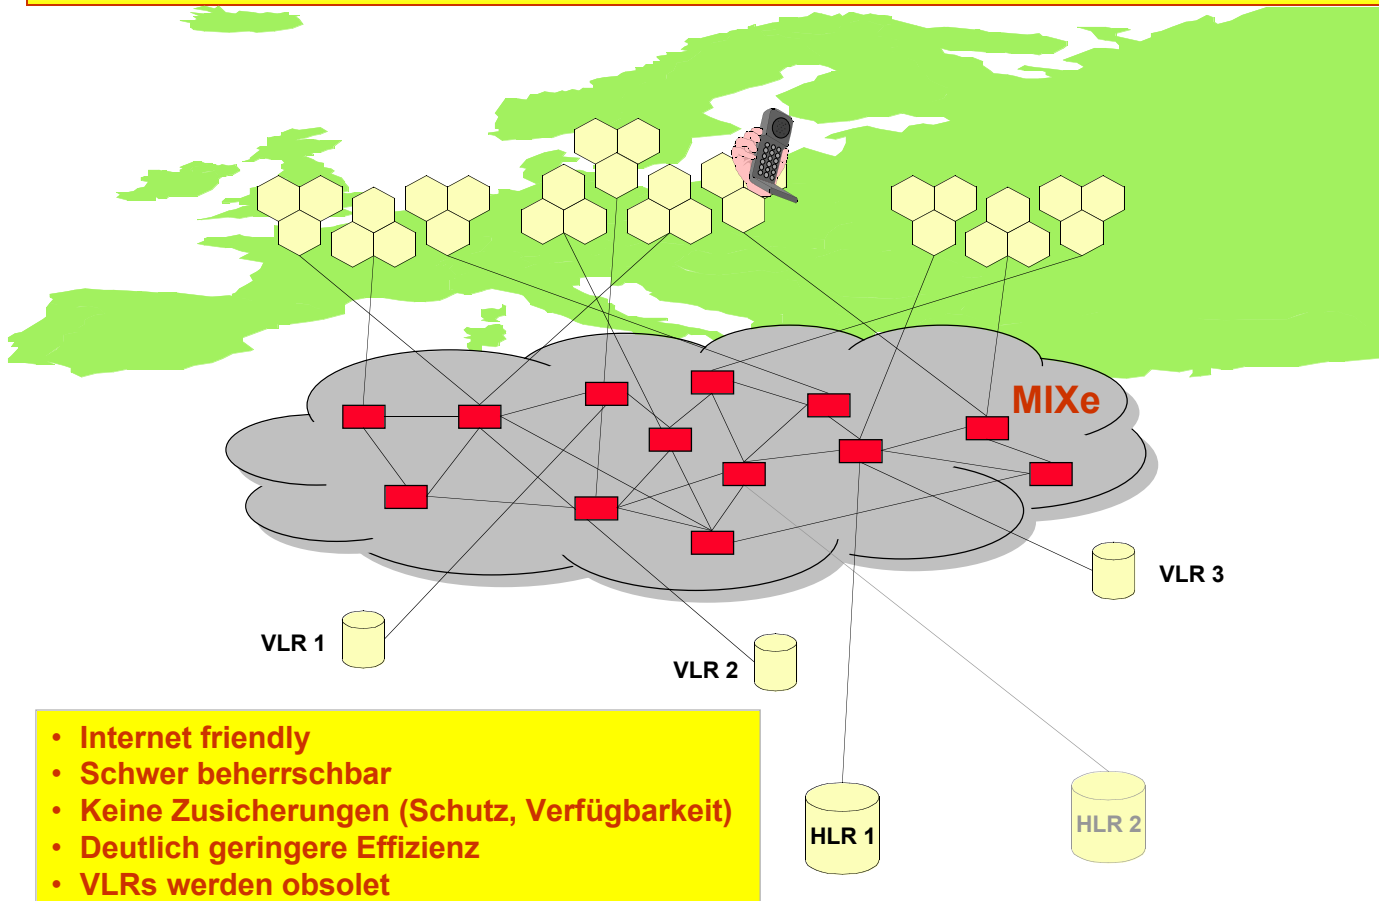 MIXe
VLR 3
VLR 1
VLR 2
• Internet friendly
• Schwer beherrschbar
• Keine Zusicherungen (Schutz, Verfügbarkeit)
• Deutlich geringere Effizienz
• VLRs werden obsolet
HLR 1
HLR 2